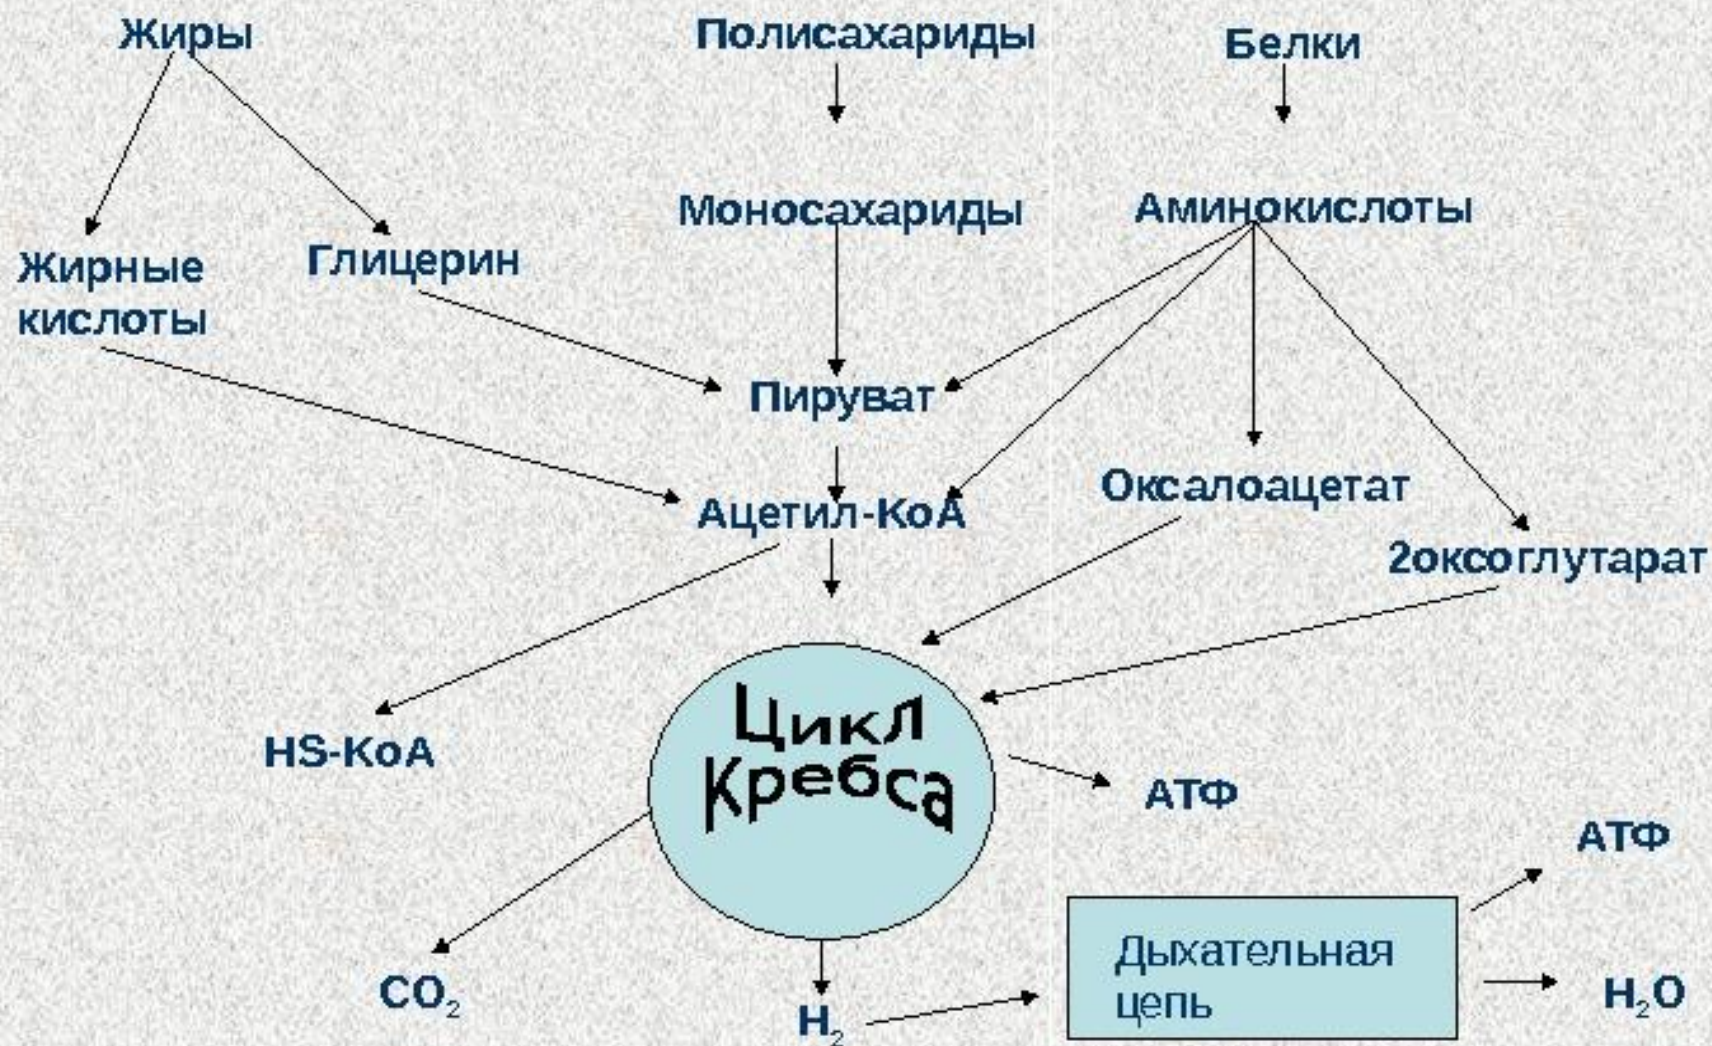 Жиры
Полисахариды
Белки
Моносахариды
Аминокислоты
Жирные
кислоты
Глицерин
Пируват
Ацетил-КоА
Оксалоацетат
2оксоглутарат
HS-КоА
Цикл
Кребса
АТФ
АТФ
Дыхательная
цепь
CO₂
H₂
H₂O